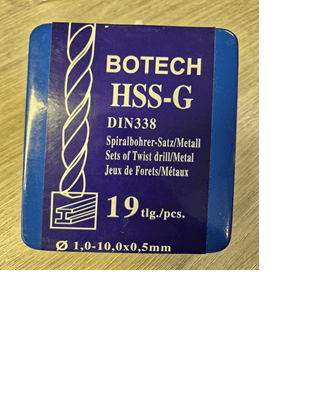 BOTECH
HSS-G
DIN338
Spiralbohrer-Satz/Metall
Sets of Twist drill/Metal
Jeux de Forets/Métaux
19 tlg./pcs.
Ø 1,0-10,0x0,5mm